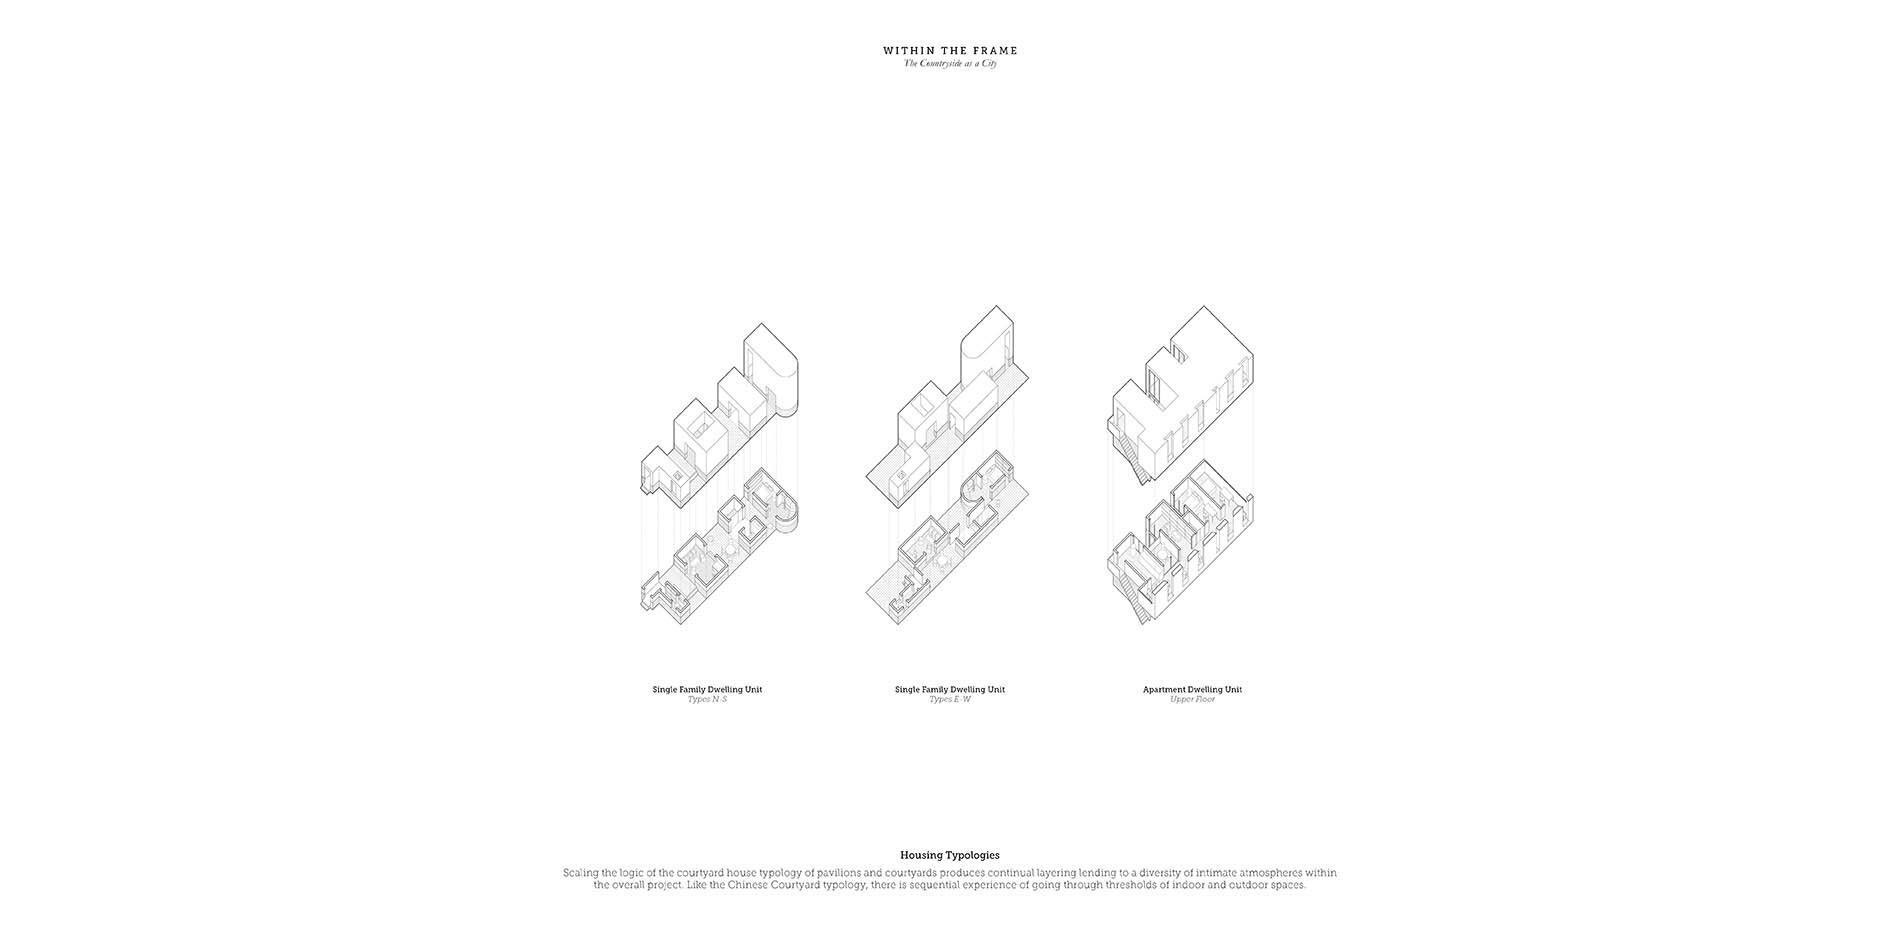 WITHIN THE FRAME
The Countryside as a City
Single Family Dwelling Unit
Types N-S
Single Family Dwelling Unit
Types E-W
Apartment Dwelling Unit
Upper Floor
Housing Typologies
Scaling the logic of the courtyard house typology of pavilions and courtyards produces continual layering lending to a diversity of intimate atmospheres within
the overall project. Like the Chinese Courtyard typology, there is sequential experience of going through thresholds of indoor and outdoor spaces.